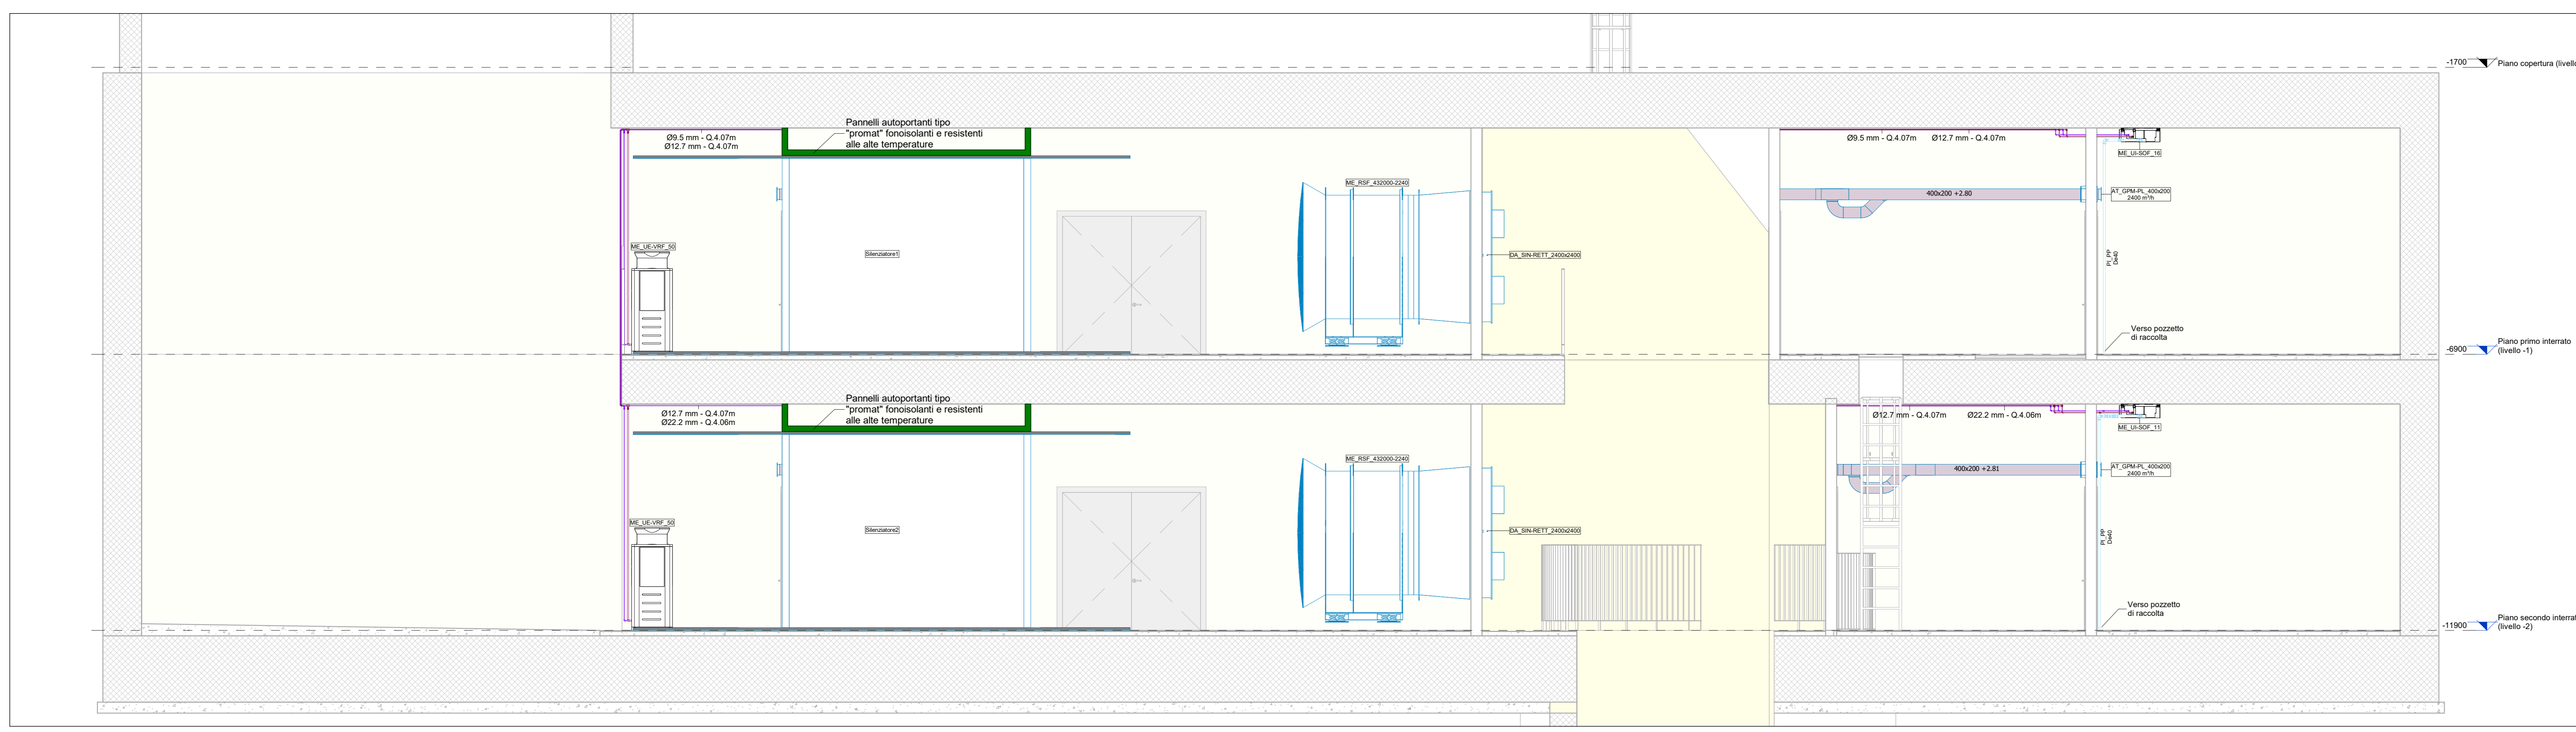 -1700
Piano copertura (livell
Pannelli autoportanti tipo
"promat" fonoisolanti e resistenti
alle alte temperature
Ø9.5 mm - Q.4.07m
Ø12.7 mm - Q.4.07m
Ø9.5 mm - Q.4.07m
Ø12.7 mm - Q.4.07m
ME_UI-SOF_16
ME_RSF_432000-2240
400x200 +2.80
AT_GPM-PL_400x200
2400 m³/h
ME_UE-VRF_50
Silenziatore1
DA_SIN-RETT_2400x2400
PI_PP
De40
Verso pozzetto
di raccolta
-6900
Piano primo interrato
(livello -1)
Pannelli autoportanti tipo
"promat" fonoisolanti e resistenti
alle alte temperature
Ø12.7 mm - Q.4.07m
Ø22.2 mm - Q.4.06m
Ø12.7 mm - Q.4.07m
Ø22.2 mm - Q.4.06m
ME_UI-SOF_11
ME_RSF_432000-2240
400x200 +2.81
AT_GPM-PL_400x200
2400 m³/h
ME_UE-VRF_50
Silenziatore2
DA_SIN-RETT_2400x2400
PI_PP
De40
Verso pozzetto
di raccolta
-11900
Piano secondo interrat
(livello -2)